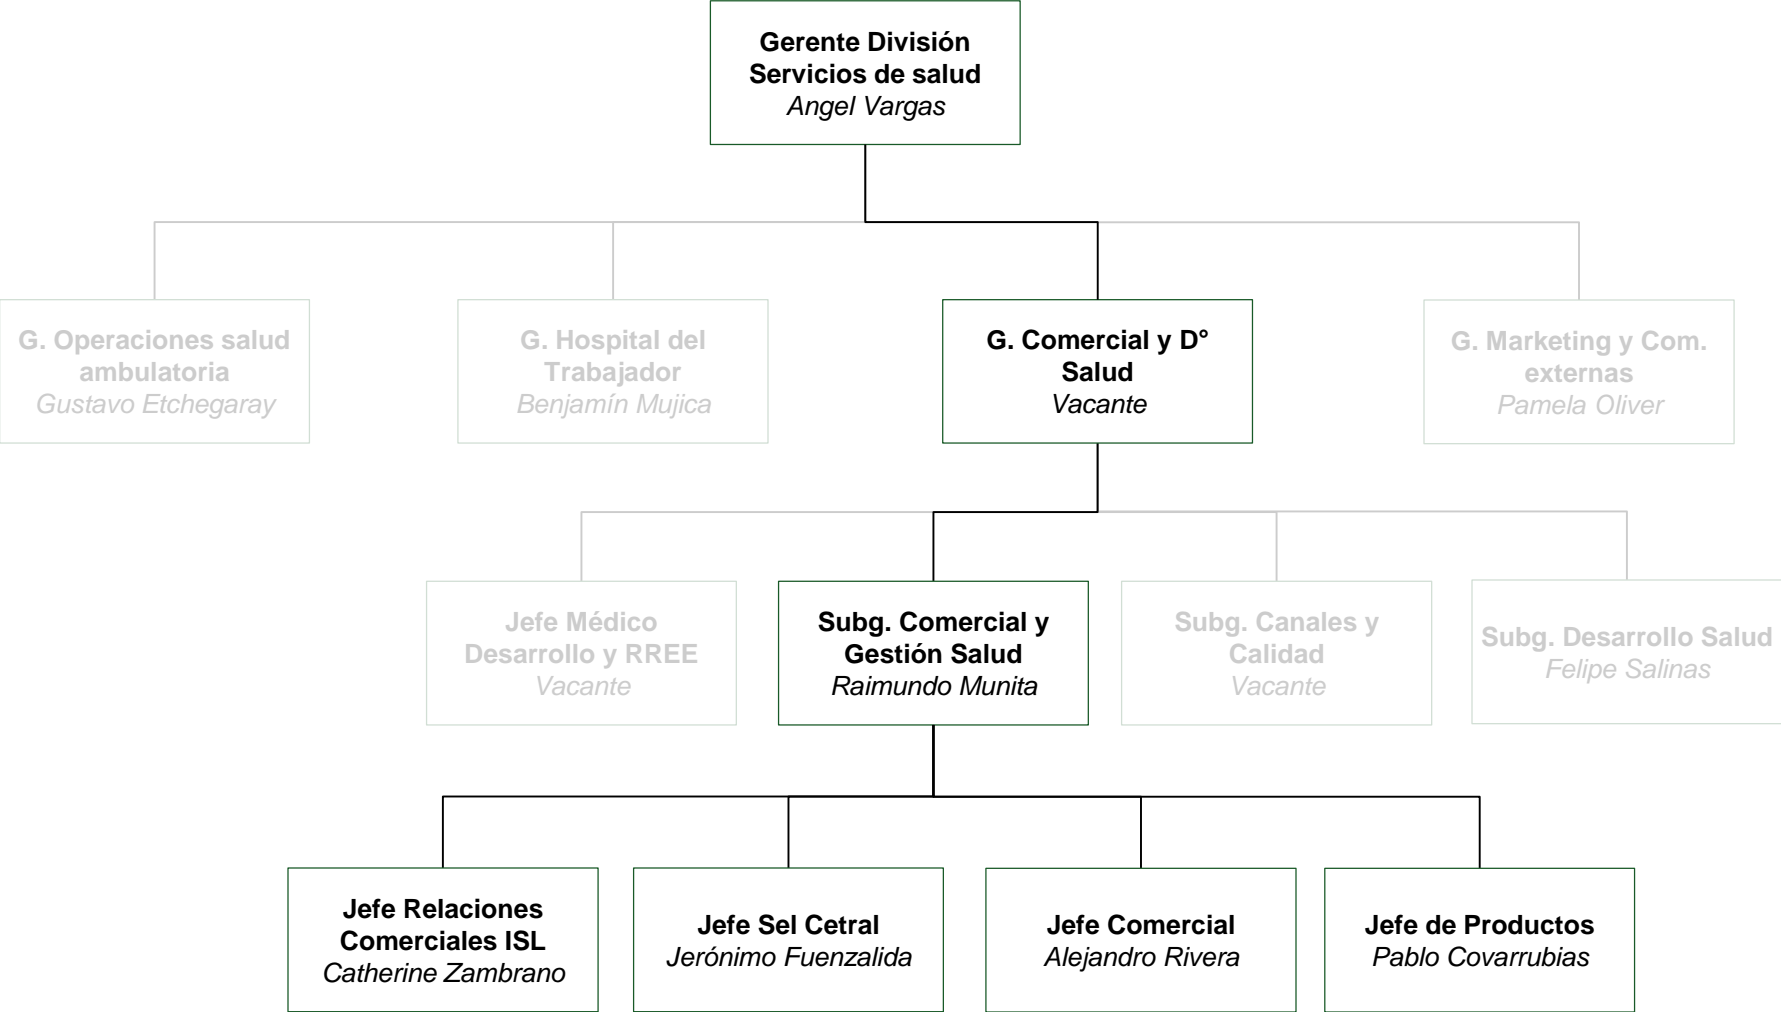 Gerente División
Servicios de salud
Angel Vargas
G. Operaciones salud
ambulatoria
Gustavo Etchegaray
G. Hospital del
Trabajador
Benjamín Mujica
G. Comercial y D°
Salud
Vacante
G. Marketing y Com.
externas
Pamela Oliver
Jefe Médico
Desarrollo y RREE
Vacante
Subg. Comercial y
Gestión Salud
Raimundo Munita
Subg. Canales y
Calidad
Vacante
Subg. Desarrollo Salud
Felipe Salinas
Jefe Relaciones
Comerciales ISL
Catherine Zambrano
Jefe Sel Cetral
Jerónimo Fuenzalida
Jefe Comercial
Alejandro Rivera
Jefe de Productos
Pablo Covarrubias